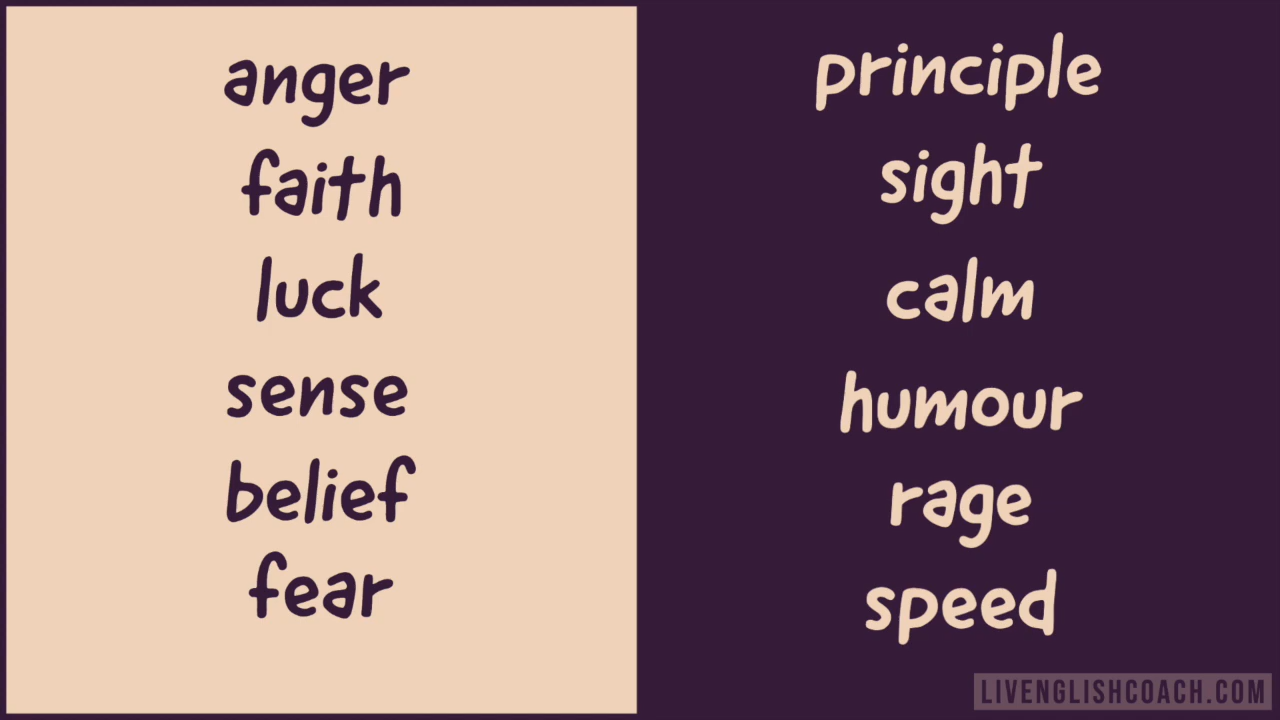 anger
faith
luck
sense
belief
fear
principle
sight
calm
humour
rage
speed
LIVENGLISHCOACH.COM